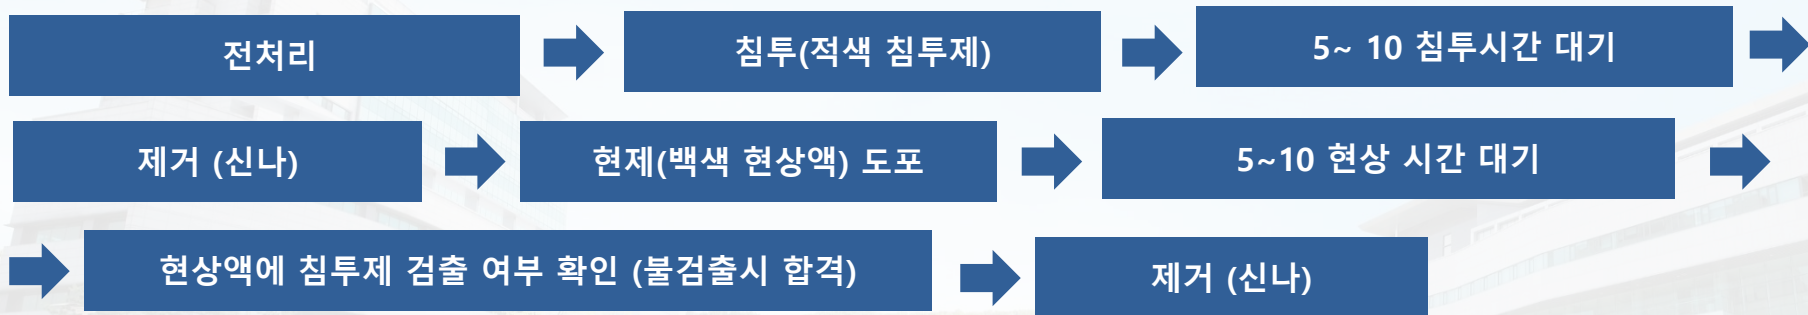 전처리
침투(적색 침투제)
5~ 10 침투시간 대기
제거 (신나)
현제(백색 현상액) 도포
5~10 현상 시간 대기
현상액에 침투제 검출 여부 확인 (불검출시 합격)
제거 (신나)